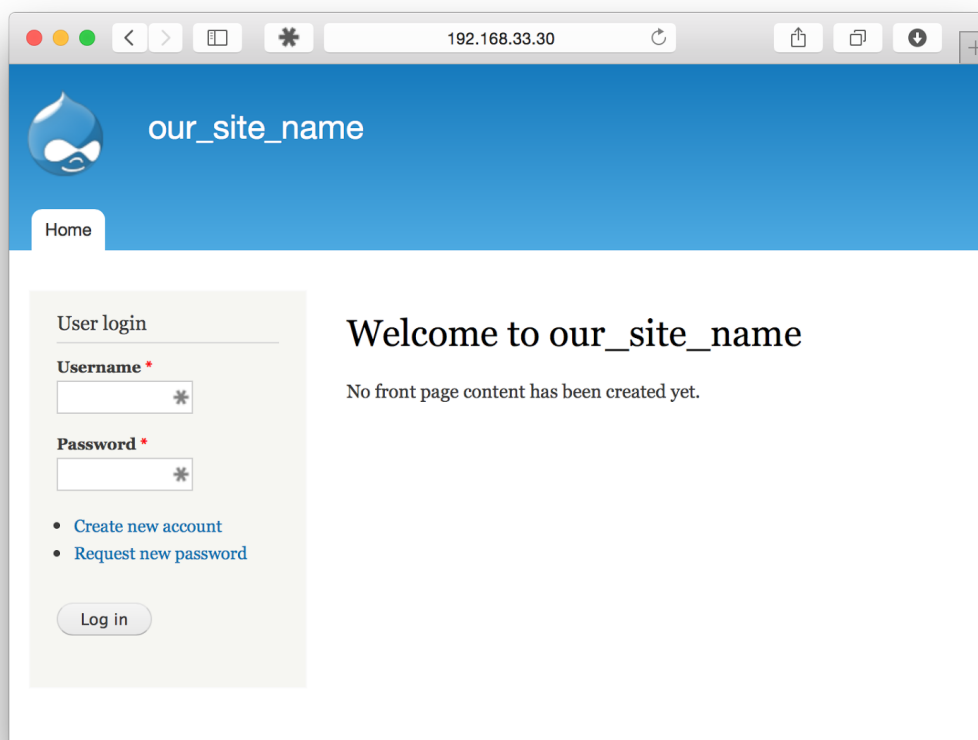 192.168.33.30
our_site_name
Home
User login
Username *
Password *
Create new account
Request new password
Log in
Welcome to our_site_name
No front page content has been created yet.